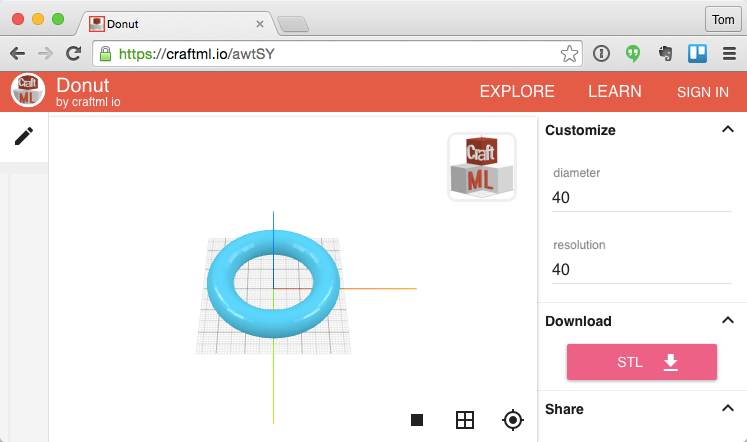 Donut
Tom
https://craftml.io/awtSY
Craft
ML
Donut
by craftml io
EXPLORE
LEARN
SIGN IN
Craft
ML
Customize
diameter
40
resolution
40
Download
STL
Share